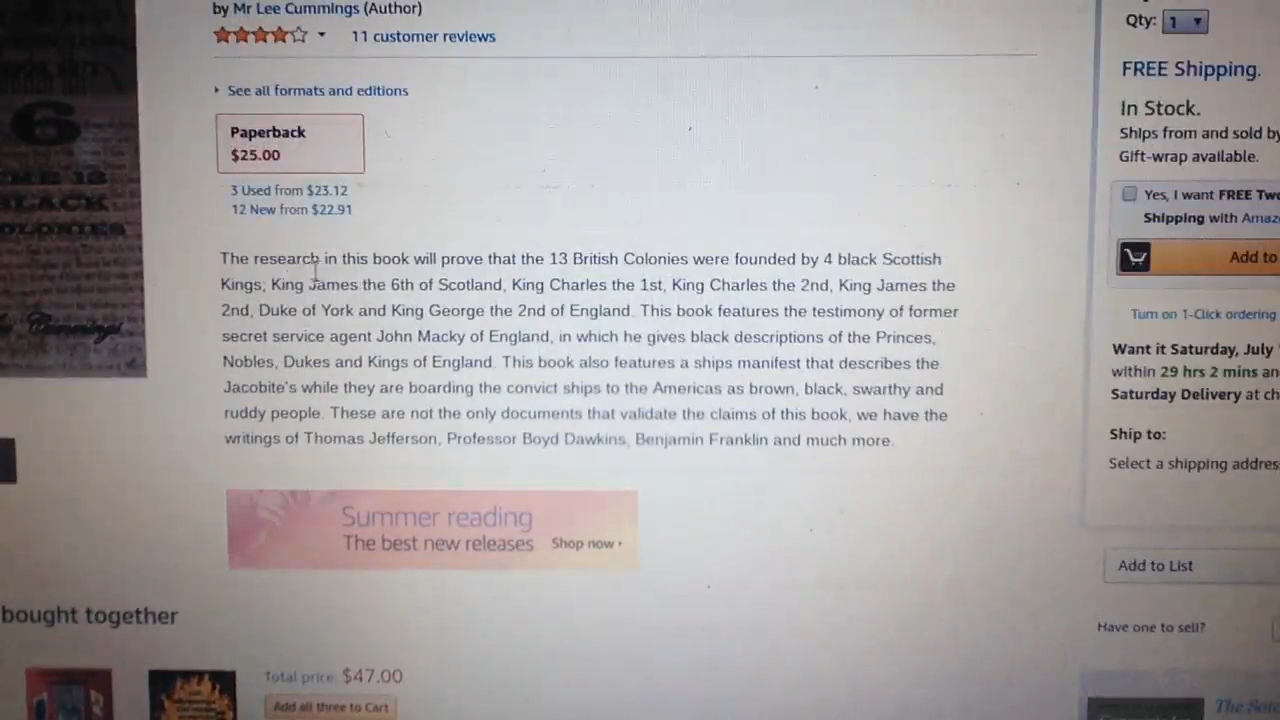 by Mr Lee Cummings (Author)
11 customer reviews
See all formats and editions
Paperback
$25.00
3 Used from $23.12
12 New from $22.91
The research in this book will prove that the 13 British Colonies were founded by 4 black Scottish
Kings; King James the 6th of Scotland, King Charles the 1st, King Charles the 2nd, King James the
2nd, Duke of York and King George the 2nd of England. This book features the testimony of former
secret service agent John Macky of England, in which he gives black descriptions of the Princes,
Nobles, Dukes and Kings of England. This book also features a ships manifest that describes the
Jacobite's while they are boarding the convict ships to the Americas as brown, black, swarthy and
ruddy people. These are not the only documents that validate the claims of this book, we have the
writings of Thomas Jefferson, Professor Boyd Dawkins, Benjamin Franklin and much more.
Summer reading
The best new releases Shop now
bought together
Total price: $47.00
Add all three to Cart
6
THE 13
BLACK
COLONIES
Cummings
Qty: 1
FREE Shipping.
In Stock.
Ships from and sold by
Gift-wrap available.
Yes, I want FREE Two
Shipping with Amaz
Add to
Turn on 1-Click ordering
Want it Saturday, July
within 29 hrs 2 mins an
Saturday Delivery at ch
Ship to:
Select a shipping address
Add to List
Have one to sell?